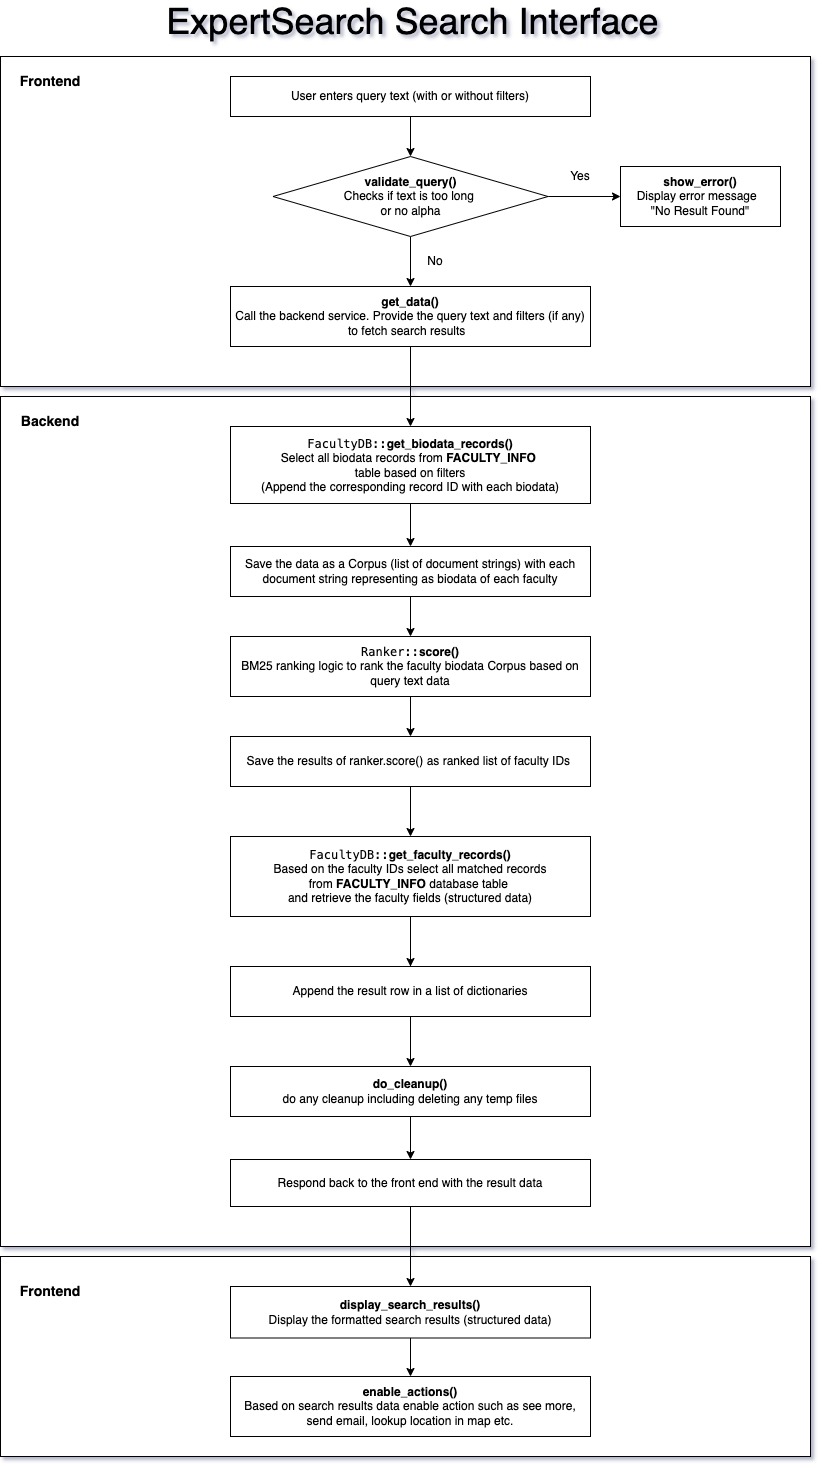 ExpertSearch Search Interface
Frontend
User enters query text (with or without filters)
validate_query()
Checks if text is too long
or no alpha
Yes
show_error()
Display error message
"No Result Found"
No
get_data()
Call the backend service. Provide the query text and filters (if any)
to fetch search results
Backend
FacultyDB::get_biodata_records()
Select all biodata records from FACULTY_INFO
table based on filters
(Append the corresponding record ID with each biodata)
Save the data as a Corpus (list of document strings) with each
document string representing as biodata of each faculty
Ranker::score()
BM25 ranking logic to rank the faculty biodata Corpus based on
query text data
Save the results of ranker.score() as ranked list of faculty IDs
FacultyDB::get_faculty_records()
Based on the faculty IDs select all matched records
from FACULTY_INFO database table
and retrieve the faculty fields (structured data)
Append the result row in a list of dictionaries
do_cleanup()
do any cleanup including deleting any temp files
Respond back to the front end with the result data
Frontend
display_search_results()
Display the formatted search results (structured data)
enable_actions()
Based on search results data enable action such as see more,
send email, lookup location in map etc.